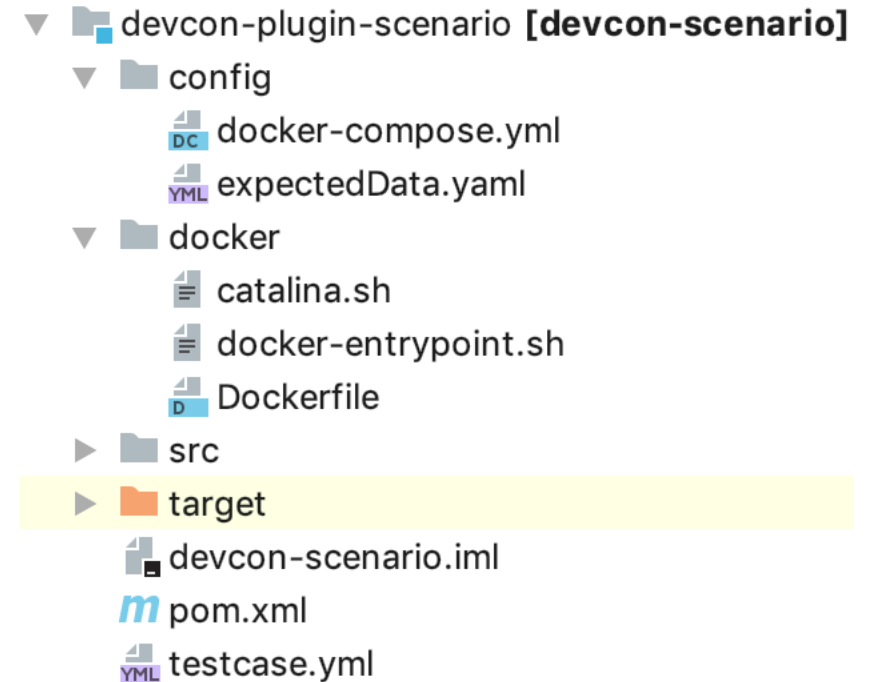 devcon-plugin-scenario [devcon-scenario]
config
DC docker-compose.yml
YML expectedData.yaml
docker
catalina.sh
docker-entrypoint.sh
D Dockerfile
src
target
devcon-scenario.iml
m pom.xml
YML testcase.yml